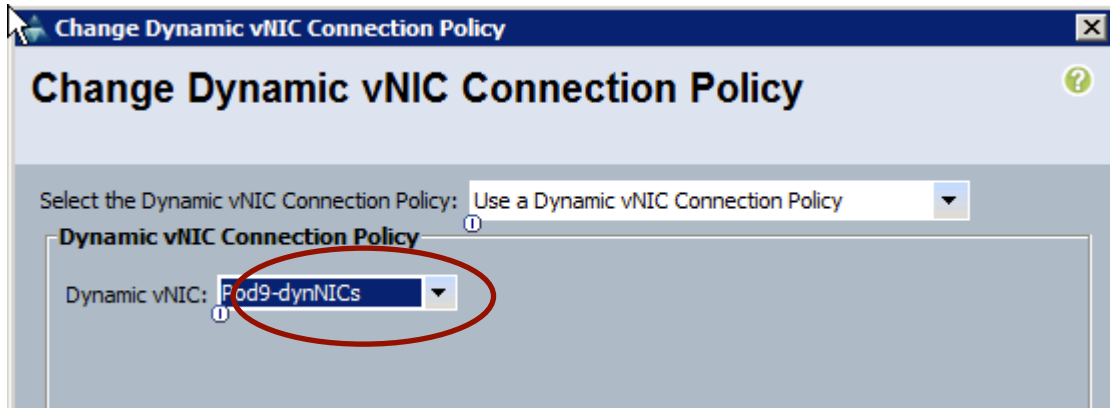 Change Dynamic vNIC Connection Policy
Change Dynamic vNIC Connection Policy
Select the Dynamic vNIC Connection Policy: Use a Dynamic vNIC Connection Policy
Dynamic vNIC Connection Policy
Dynamic vNIC: Pod9-dynNICs